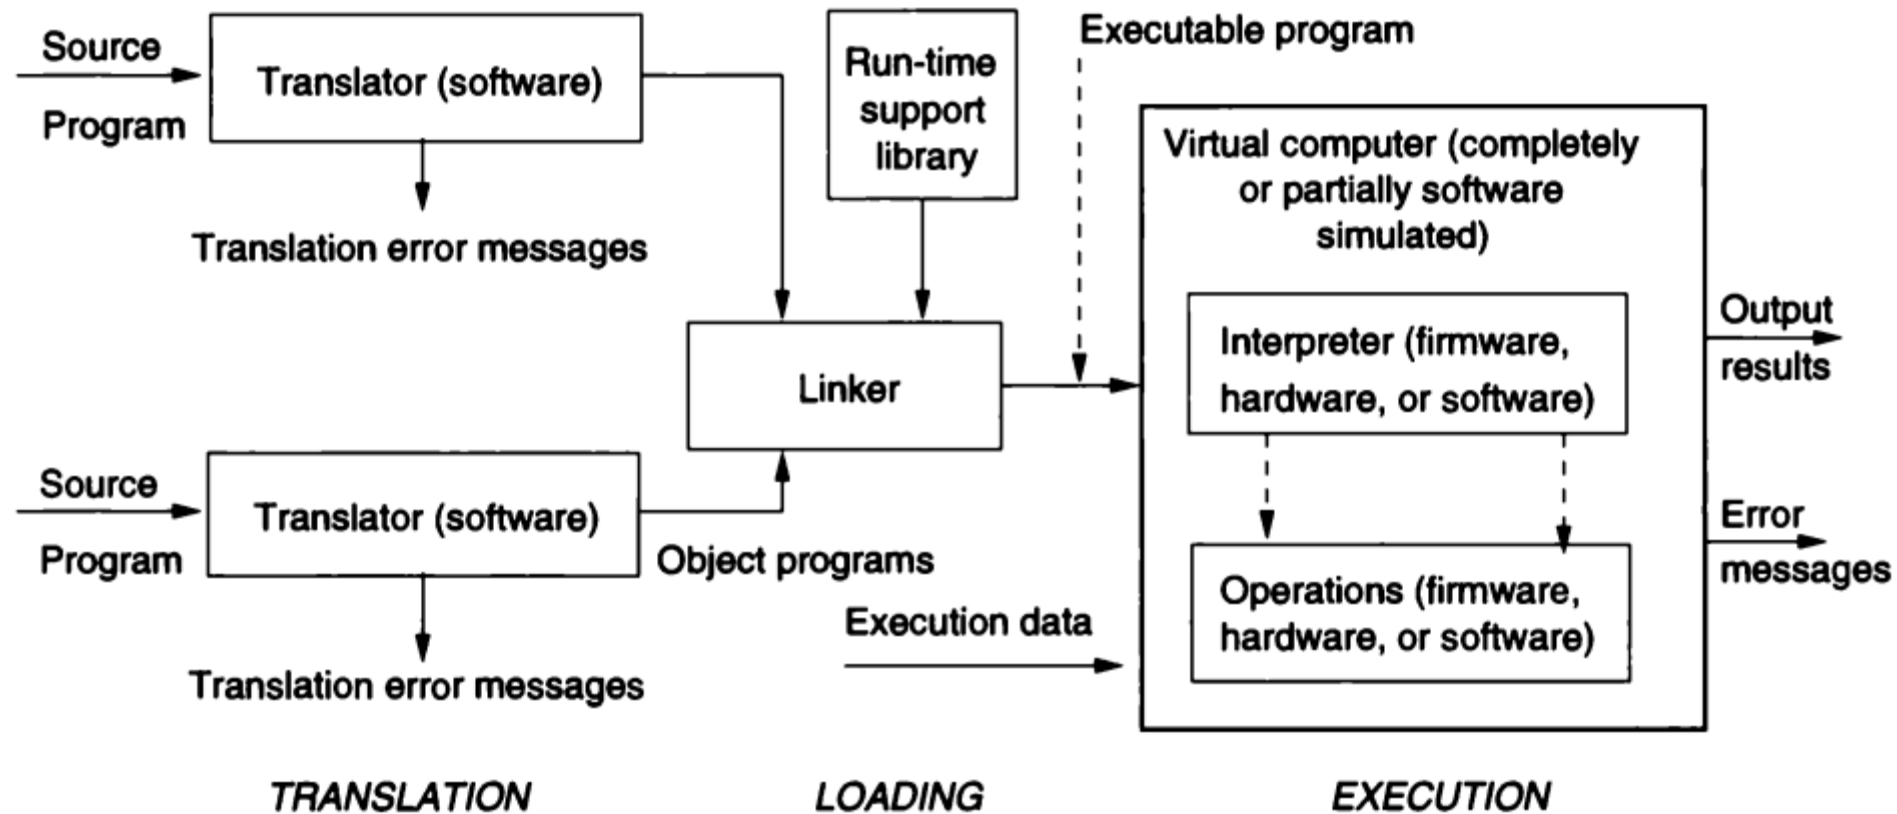 Source
Program
Translator (software)
Translation error messages
Run-time
support
library
Executable program
Linker
Source
Program
Translator (software)
Object programs
Translation error messages
Execution data
Virtual computer (completely
or partially software
simulated)
Interpreter (firmware,
hardware, or software)
Operations (firmware,
hardware, or software)
Output
results
Error
messages
TRANSLATION
LOADING
EXECUTION